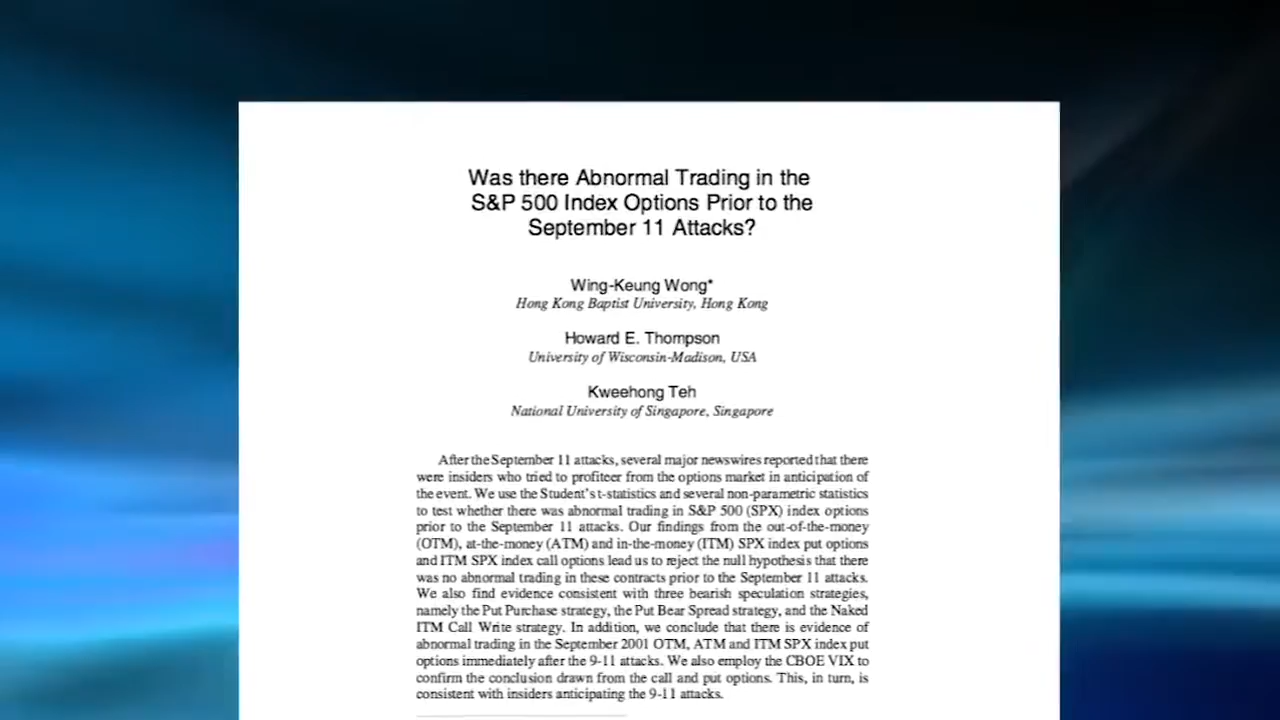 Was there Abnormal Trading in the
S&P 500 Index Options Prior to the
September 11 Attacks?
Wing-Keung Wong*
Hong Kong Baptist University, Hong Kong
Howard E. Thompson
University of Wisconsin-Madison, USA
Kweehong Teh
National University of Singapore, Singapore
After the September 11 attacks, several major newswires reported that there
were insiders who tried to profiteer from the options market in anticipation of
the event. We use the Student's t-statistics and several non-parametric statistics
to test whether there was abnormal trading in S&P 500 (SPX) index options
prior to the September 11 attacks. Our findings from the out-of-the-money
(OTM), at-the-money (ATM) and in-the-money (ITM) SPX index put options
and ITM SPX index call options lead us to reject the null hypothesis that there
was no abnormal trading in these contracts prior to the September 11 attacks.
We also find evidence consistent with three bearish speculation strategies,
namely the Put Purchase strategy, the Put Bear Spread strategy, and the Naked
ITM Call Write strategy. In addition, we conclude that there is evidence of
abnormal trading in the September 2001 OTM, ATM and ITM SPX index put
options immediately after the 9-11 attacks. We also employ the CBOE VIX to
confirm the conclusion drawn from the call and put options. This, in turn, is
consistent with insiders anticipating the 9-11 attacks.